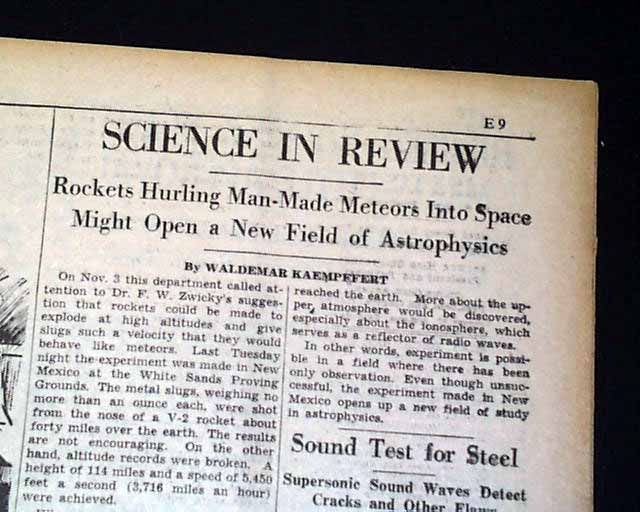 E 9
SCIENCE IN REVIEW
Rockets Hurling Man-Made Meteors Into Space
Might Open a New Field of Astrophysics
By WALDEMAR KAEMPFFERT
On Nov. 3 this department called at-
tention to Dr. F. W. Zwicky's sugges-
tion that rockets could be made to
explode at high altitudes and give
slugs such a velocity that they would
behave like meteors. Last Tuesday
night the experiment was made in New
Mexico at the White Sands Proving
Grounds. The metal slugs, weighing no
more than an ounce each, were shot
from the nose of a V-2 rocket about
forty miles over the earth. The results
are not encouraging. On the other
hand, altitude records were broken. A
height of 114 miles and a speed of 5,450
feet a second (3,716 miles an hour)
were achieved.
reached the earth. More about the up-
per atmosphere would be discovered,
especially about the ionosphere, which
serves as a reflector of radio waves.
In other words, experiment is possi-
ble in a field where there has been
only observation. Even though unsuc-
cessful, the experiment made in New
Mexico opens up a new field of study
in astrophysics.
Sound Test for Steel
Supersonic Sound Waves Detect
Cracks and Other Flaws